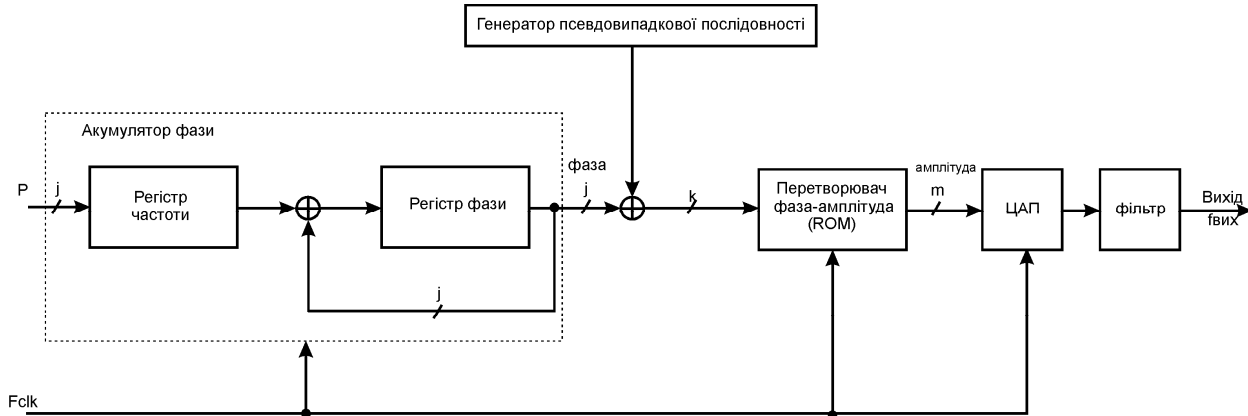 Генератор псевдовипадкової послідовності
Акумулятор фази
P
j
Регістр
частоти
Регістр фази
j
фаза
j
k
Перетворювач
фаза-амплітуда
(ROM)
амплітуда
m
ЦАП
фільтр
Вихід
fвих
Fclk